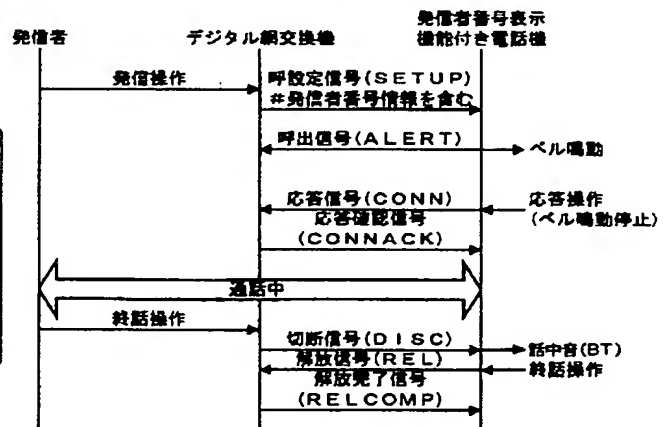 発信者
デジタル網交換機
発信者番号表示
機能付き電話機
発信操作
呼設定信号(SETUP)
#発信者番号情報を含む
呼出信号(ALERT)
ベル鳴動
応答信号(CONN)
応答操作
(ベル鳴動停止)
応答確認信号
(CONNACK)
通話中
終話操作
切断信号(DISC)
話中音(BT)
解放信号(REL)
終話操作
解放完了信号
(RELCOMP)